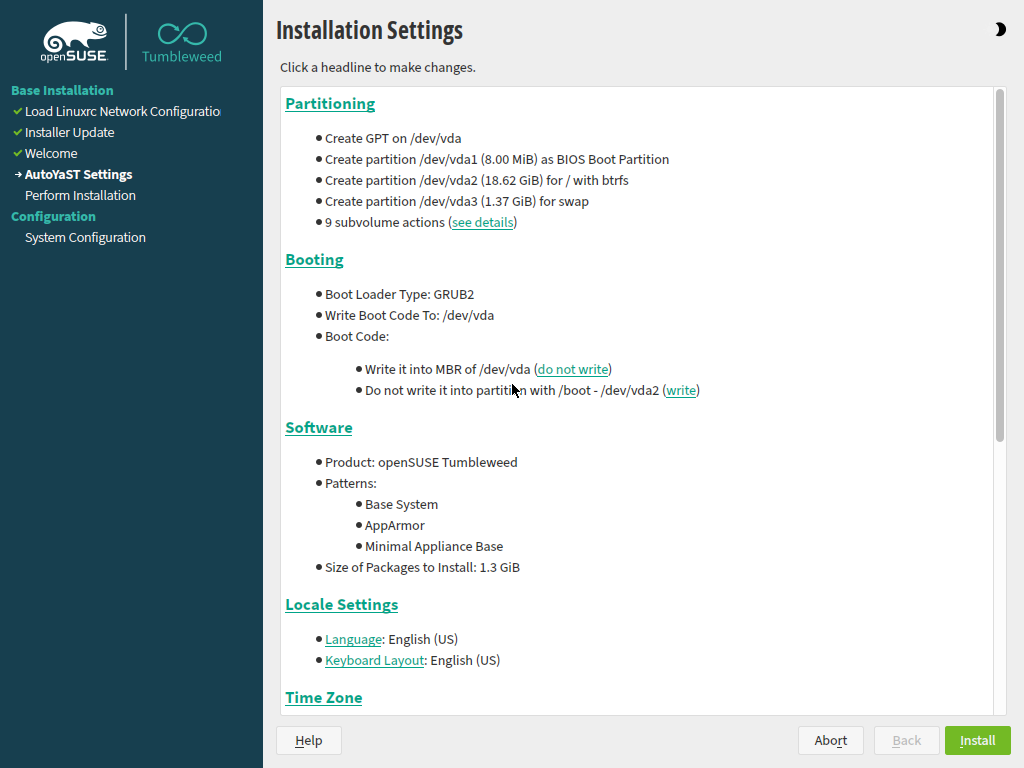 openSUSE
Tumbleweed
Base Installation
Load Linuxrc Network Configuratio
Installer Update
Welcome
AutoYaST Settings
Perform Installation
Configuration
System Configuration
Installation Settings
Click a headline to make changes.
Partitioning
Create GPT on /dev/vda
Create partition /dev/vda1 (8.00 MiB) as BIOS Boot Partition
Create partition /dev/vda2 (18.62 GiB) for / with btrfs
Create partition /dev/vda3 (1.37 GiB) for swap
9 subvolume actions (see details)
Booting
Boot Loader Type: GRUB2
Write Boot Code To: /dev/vda
Boot Code:
Write it into MBR of /dev/vda (do not write)
Do not write it into partition with /boot - /dev/vda2 (write)
Software
Product: openSUSE Tumbleweed
Patterns:
Base System
AppArmor
Minimal Appliance Base
Size of Packages to Install: 1.3 GiB
Locale Settings
Language: English (US)
Keyboard Layout: English (US)
Time Zone
Help
Abort
Back
Install